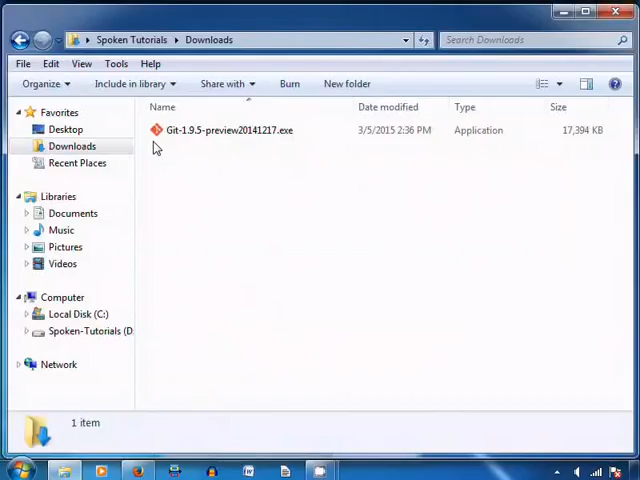 Spoken Tutorials
Downloads
Search Downloads
File Edit View Tools Help
Organize Include in library Share with Burn New folder
Name Date modified Type Size
Git-1.9.5-preview20141217.exe 3/5/2015 2:36 PM Application 17,394 KB
Favorites
Desktop
Downloads
Recent Places
Libraries
Documents
Music
Pictures
Videos
Computer
Local Disk (C:)
Spoken-Tutorials (D:
Network
1 item